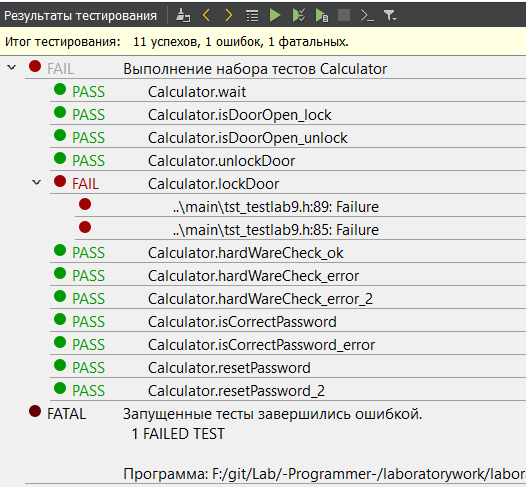 Результаты тестирования
Итог тестирования: 11 успехов, 1 ошибок, 1 фатальных.
FAIL Выполнение набора тестов Calculator
PASS Calculator.wait
PASS Calculator.isDoorOpen_lock
PASS Calculator.isDoorOpen_unlock
PASS Calculator.unlockDoor
FAIL Calculator.lockDoor
..\main\tst_testlab9.h:89: Failure
..\main\tst_testlab9.h:85: Failure
PASS Calculator.hardWareCheck_ok
PASS Calculator.hardWareCheck_error
PASS Calculator.hardWareCheck_error_2
PASS Calculator.isCorrectPassword
PASS Calculator.isCorrectPassword_error
PASS Calculator.resetPassword
PASS Calculator.resetPassword_2
FATAL Запущенные тесты завершились ошибкой.
1 FAILED TEST
Программа: F:/git/Lab/-Programmer-/laboratorywork/labor